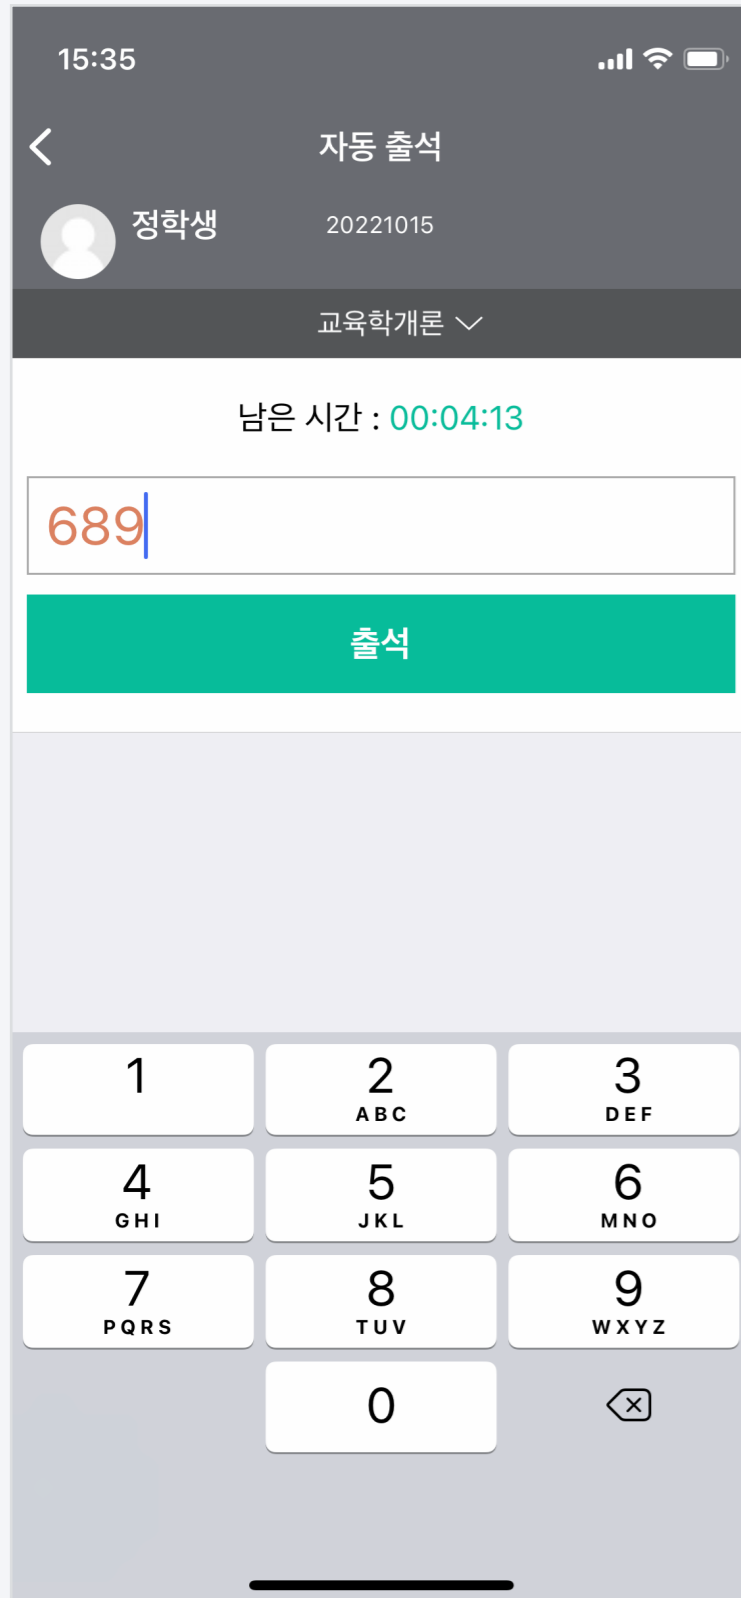 15:35
자동 출석
정학생 20221015
교육학개론
남은 시간 : 00:04:13
689
출석
1 2 3
ABC DEF
4 5 6
GHI JKL MNO
7 8 9
PQRS TUV WXYZ
0